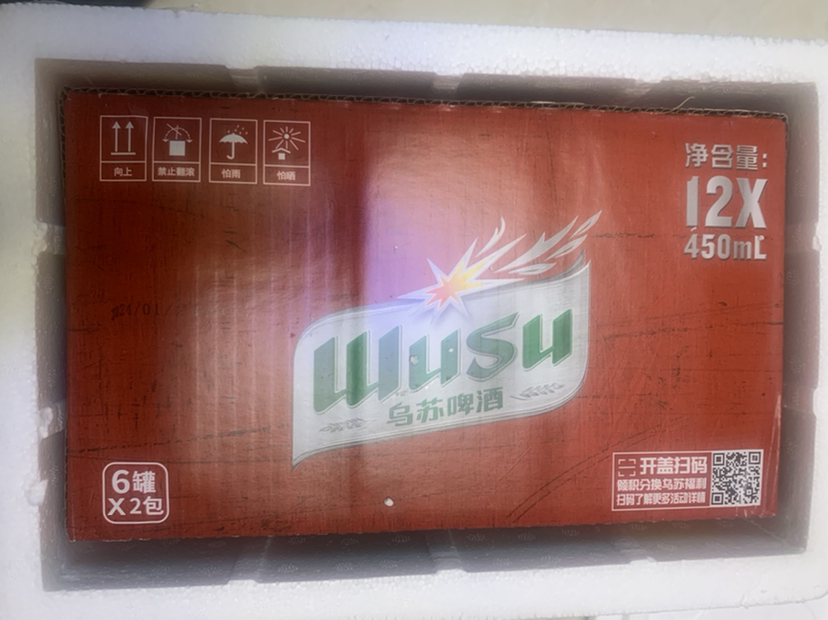 向上
禁止翻滚
怕雨
怕晒
净含量:
12X
450mL
WUSU
乌苏啤酒
6罐
X2包
开盖扫码
领积分换乌苏福利
扫码了解更多活动详情